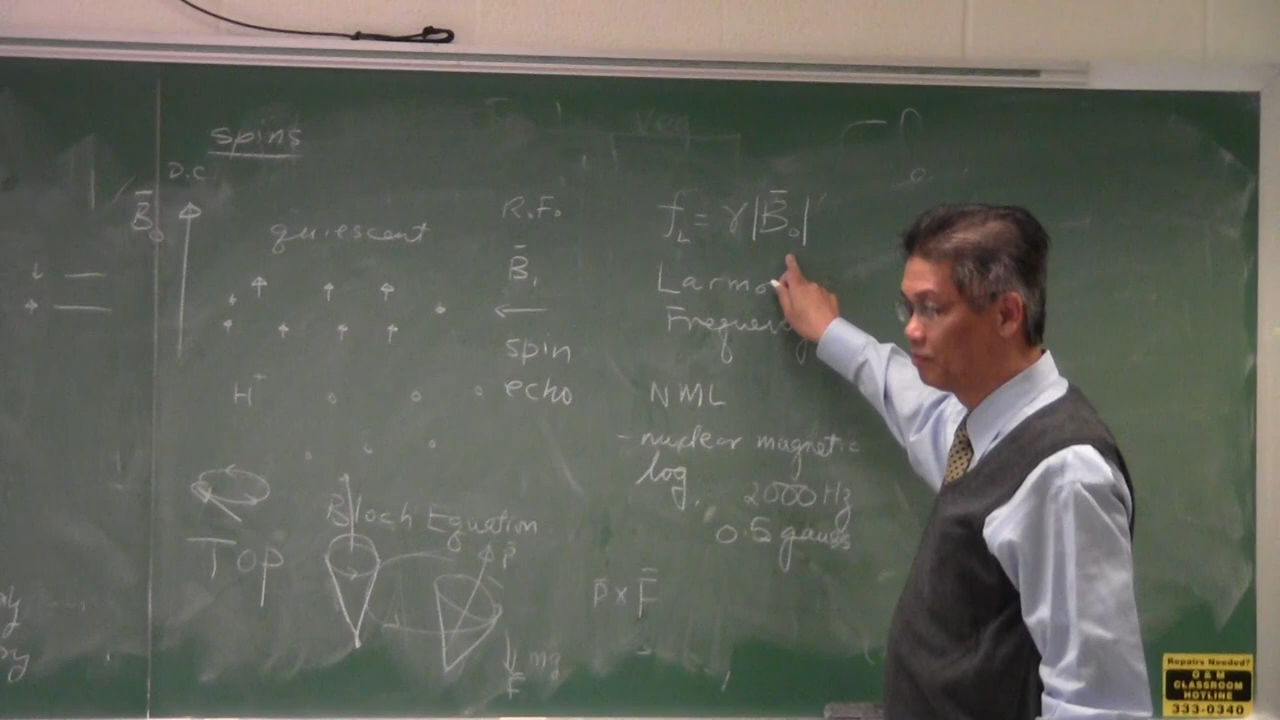 spins
D.C
B̄₀
quiescent
H⁺
R.F.
B̄₁
spin
echo
f_L = γ|B̄₀|
Larmo
Frequency
NML
- nuclear magnetic
log.
2000 Hz
0.5 gauss
Bloch Equation
TOP
p̄
mg
F̄
p̄ × F̄
Repairs Needed?
G & M
CLASSROOM
HOTLINE
333-0340